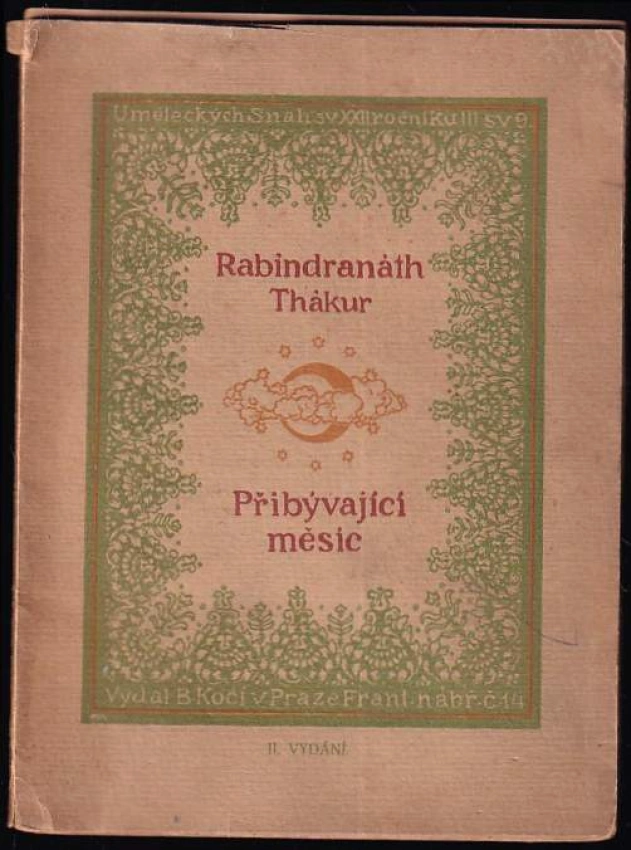 Uměleckých Snah sv. XXII ročníku III sv 9.
Rabindranáth
Thákur
Přibývající
měsíc
Vydal B Kočí v Praze Frant. nábř. č. 14
II. VYDÁNÍ.